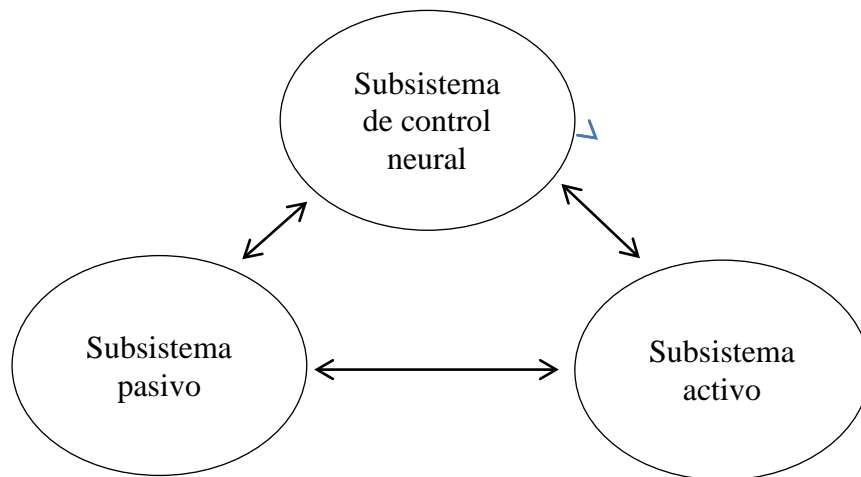 Subsistema
de control
neural
Subsistema
pasivo
Subsistema
activo